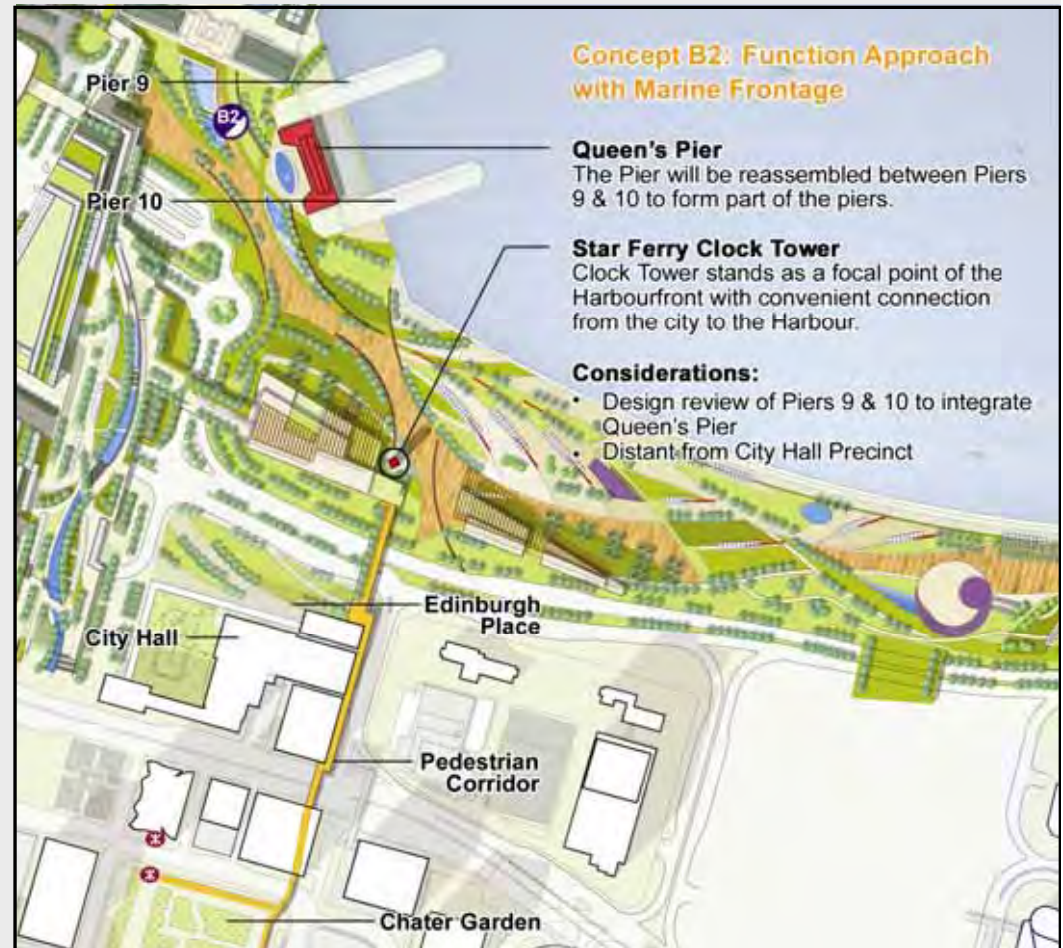 Concept B2: Function Approach
with Marine Frontage
Pier 9
B2
Queen's Pier
The Pier will be reassembled between Piers
9 & 10 to form part of the piers.
Pier 10
Star Ferry Clock Tower
Clock Tower stands as a focal point of the
Harbourfront with convenient connection
from the city to the Harbour.
Considerations:
• Design review of Piers 9 & 10 to integrate
Queen's Pier
• Distant from City Hall Precinct
Edinburgh
Place
City Hall
Pedestrian
Corridor
Chater Garden